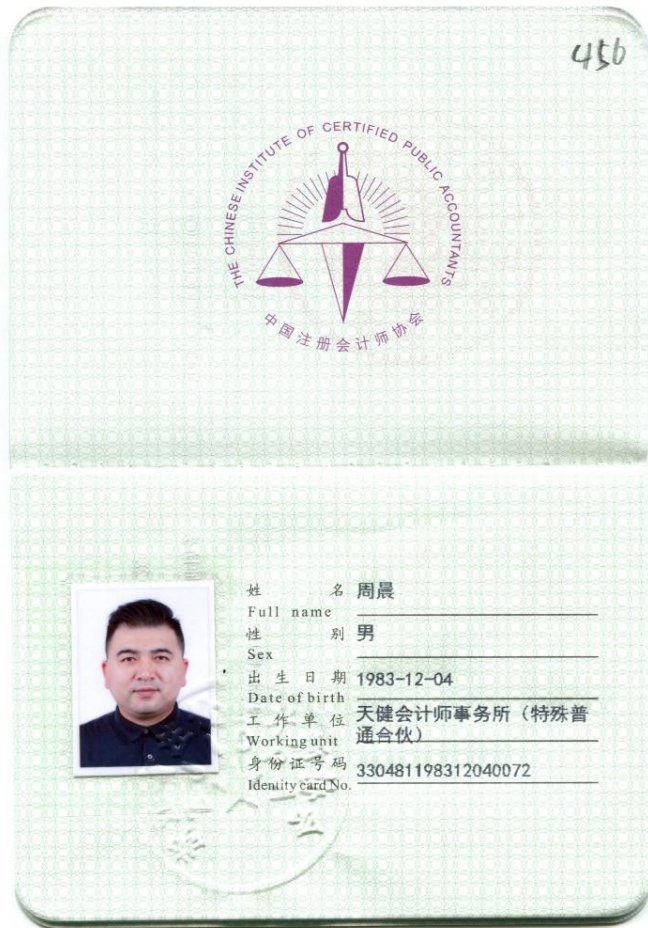 456
THE CHINESE INSTITUTE OF CERTIFIED PUBLIC ACCOUNTANTS
中国注册会计师协会
姓 名 周晨
Full name
性 别 男
Sex
出生日期 1983-12-04
Date of birth
工作单位 天健会计师事务所（特殊普
Working unit 通合伙）
身份证号码 330481198312040072
Identity card No.